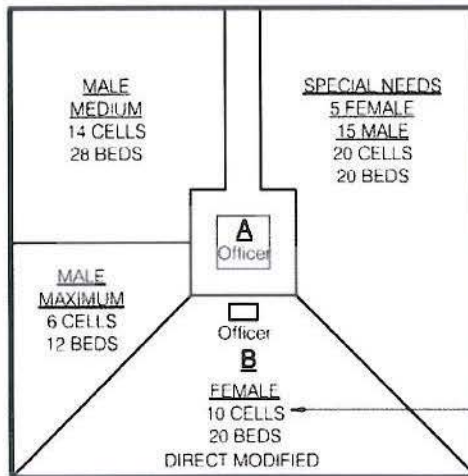 MALE
MEDIUM
14 CELLS
28 BEDS
SPECIAL NEEDS
5 FEMALE
15 MALE
20 CELLS
20 BEDS
A
Officer
MALE
MAXIMUM
6 CELLS
12 BEDS
Officer
B
FEMALE
10 CELLS
20 BEDS
DIRECT MODIFIED